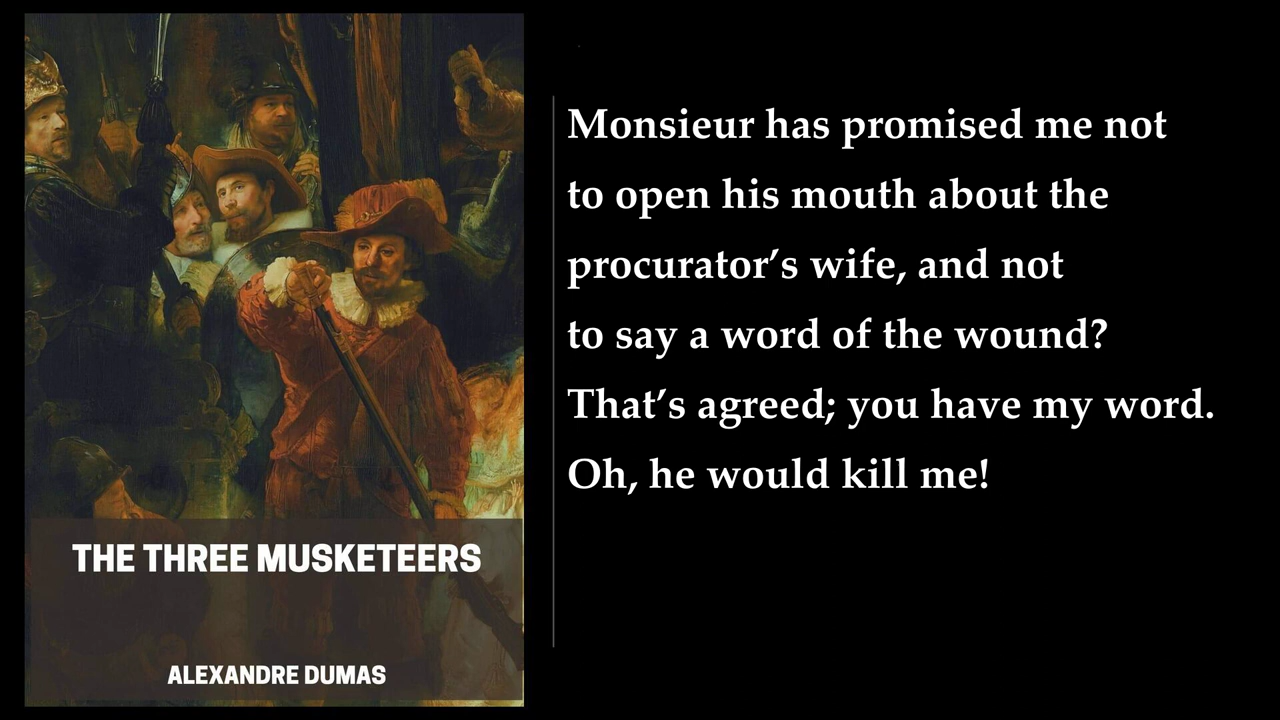 THE THREE MUSKETEERS
ALEXANDRE DUMAS
Monsieur has promised me not
to open his mouth about the
procurator’s wife, and not
to say a word of the wound?
That’s agreed; you have my word.
Oh, he would kill me!